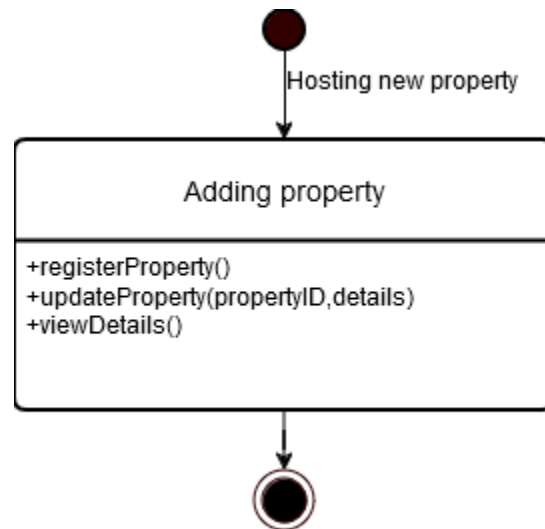 Hosting new property
Adding property
+registerProperty()
+updateProperty(propertyID,details)
+viewDetails()